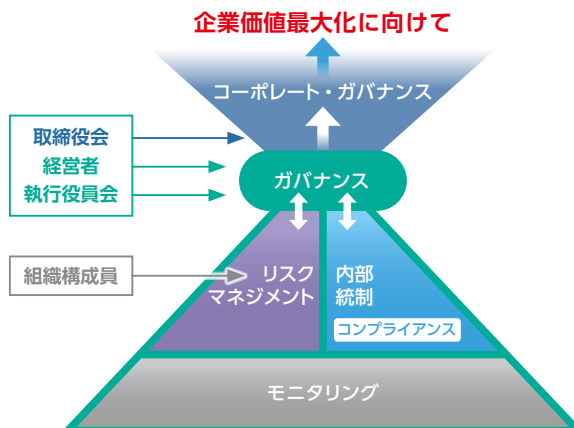 企業価値最大化に向けて
コーポレート・ガバナンス
取締役会
経営者
執行役員会
ガバナンス
組織構成員
リスク
マネジメント
内部
統制
コンプライアンス
モニタリング